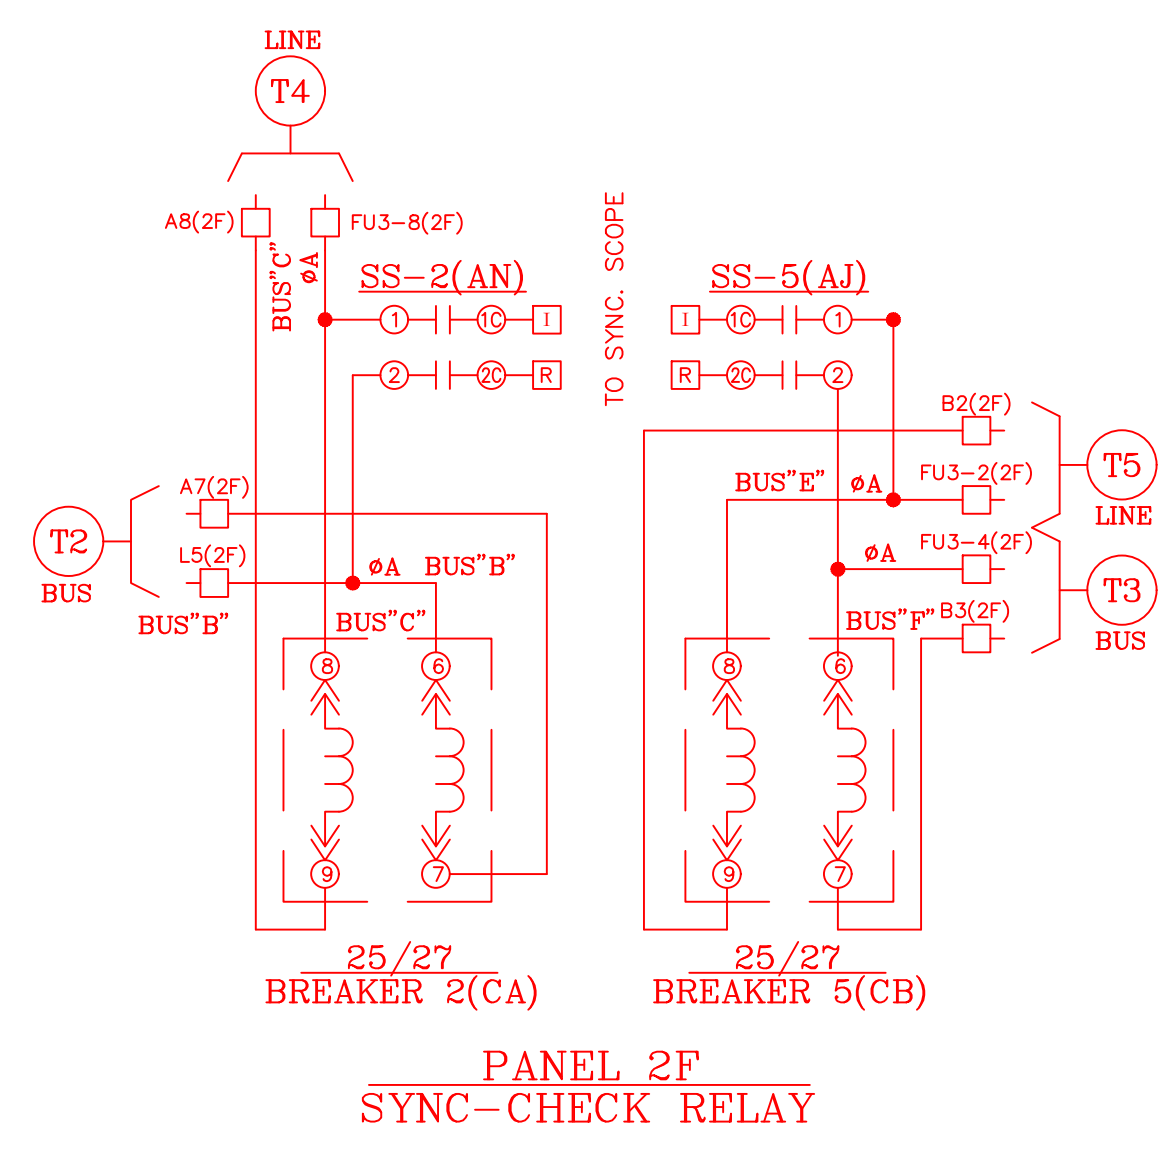 LINE
T4
A8(2F)
FU3-8(2F)
BUS"C"
øA
TO SYNC. SCOPE
SS-2(AN)
1
1C
I
2
2C
R
SS-5(AJ)
I
1C
1
R
2C
2
B2(2F)
T5
LINE
BUS"E"
øA
FU3-2(2F)
A7(2F)
T2
BUS
L5(2F)
BUS"B"
øA
BUS"B"
BUS"C"
øA
FU3-4(2F)
T3
BUS
BUS"F"
B3(2F)
8
6
9
7
8
6
9
7
25/27
BREAKER 2(CA)
25/27
BREAKER 5(CB)
PANEL 2F
SYNC-CHECK RELAY